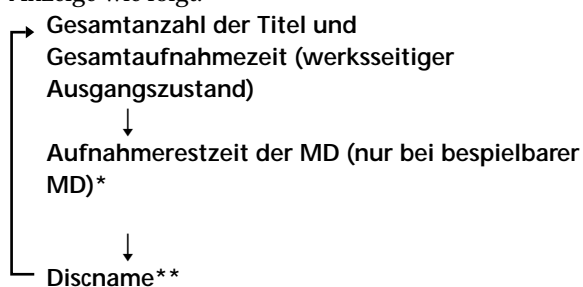 Gesamtanzahl der Titel und
Gesamtaufnahmezeit (werksseitiger
Ausgangszustand)
Aufnahmerestzeit der MD (nur bei bespielbarer
MD)*
Discname**